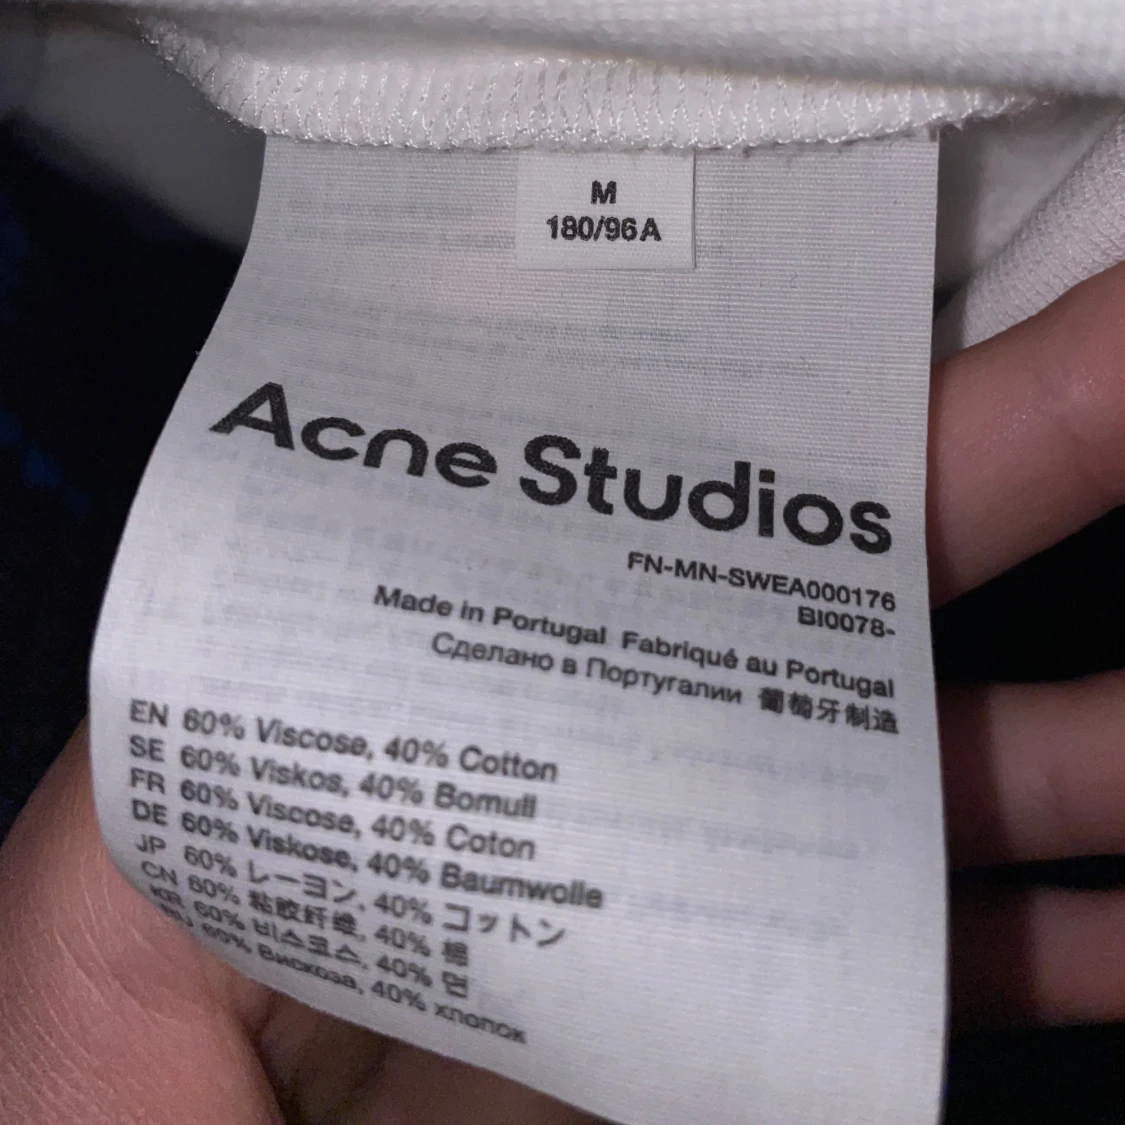 M
180/96A
Acne Studios
FN-MN-SWEA000176
BI0078-
Made in Portugal Fabriqué au Portugal
Сделано в Португалии 葡萄牙制造
EN 60% Viscose, 40% Cotton
SE 60% Viskos, 40% Bomull
FR 60% Viscose, 40% Coton
DE 60% Viskose, 40% Baumwolle
JP 60% レーヨン, 40% コットン
CN 60% 粘胶纤维, 40% 棉
KR 60% 비스코스, 40% 면
RU 60% Вискоза, 40% хлопок